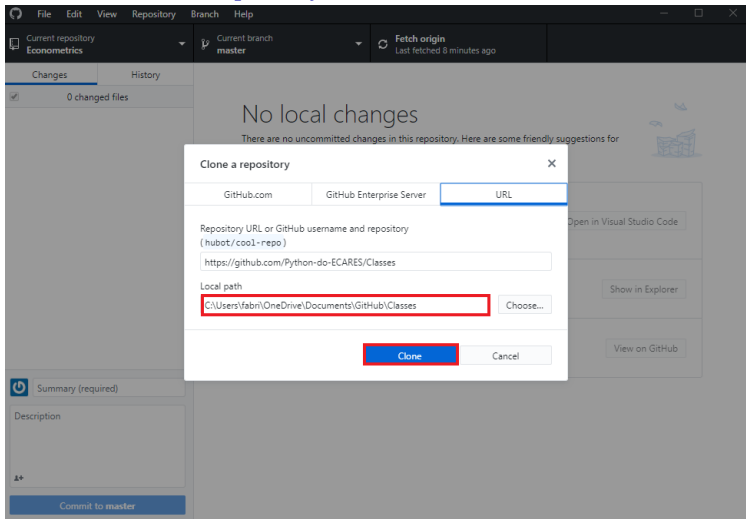 File Edit View Repository Branch Help
Current repository
Econometrics
Current branch
master
Fetch origin
Last fetched 8 minutes ago
Changes History
0 changed files
No local changes
There are no uncommitted changes in this repository. Here are some friendly suggestions for
Clone a repository
GitHub.com GitHub Enterprise Server URL
Repository URL or GitHub username and repository
(hubot/cool-repo)
https://github.com/Python-do-ECARES/Classes
Local path
C:\Users\fabri\OneDrive\Documents\GitHub\Classes Choose...
Clone Cancel
Open in Visual Studio Code
Show in Explorer
View on GitHub
Summary (required)
Description
Commit to master